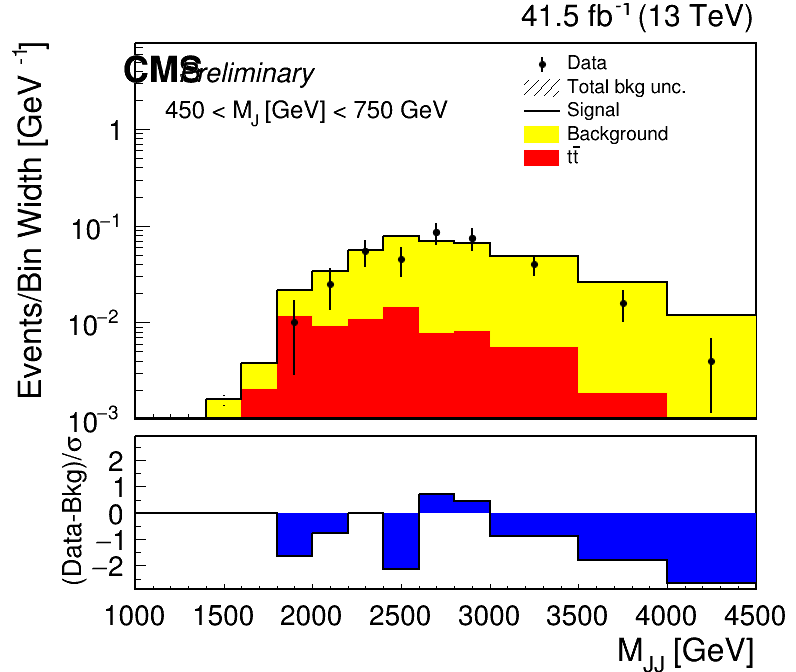 41.5 fb⁻¹ (13 TeV)
CMS Preliminary
450 < M_J [GeV] < 750 GeV
Data
Total bkg unc.
Signal
Background
tt̄
Events/Bin Width [GeV⁻¹]
1
10⁻¹
10⁻²
10⁻³
(Data-Bkg)/σ
2
1
0
−1
−2
1000 1500 2000 2500 3000 3500 4000 4500
M_JJ [GeV]